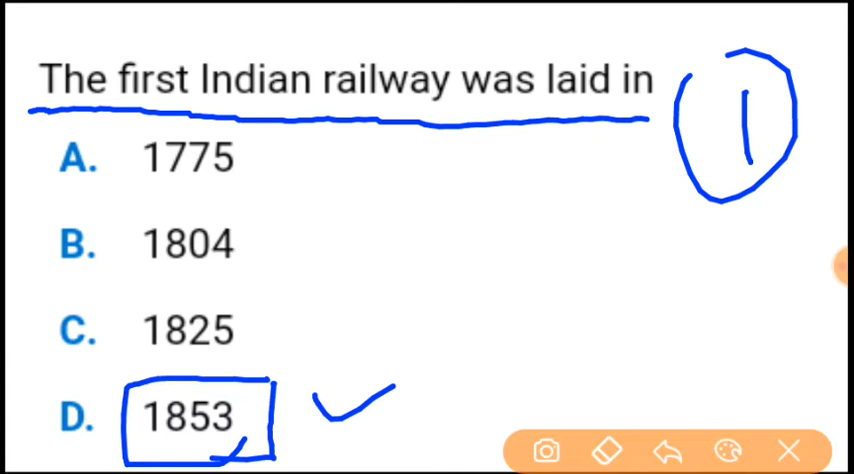 The first Indian railway was laid in
1
A. 1775
B. 1804
C. 1825
D. 1853